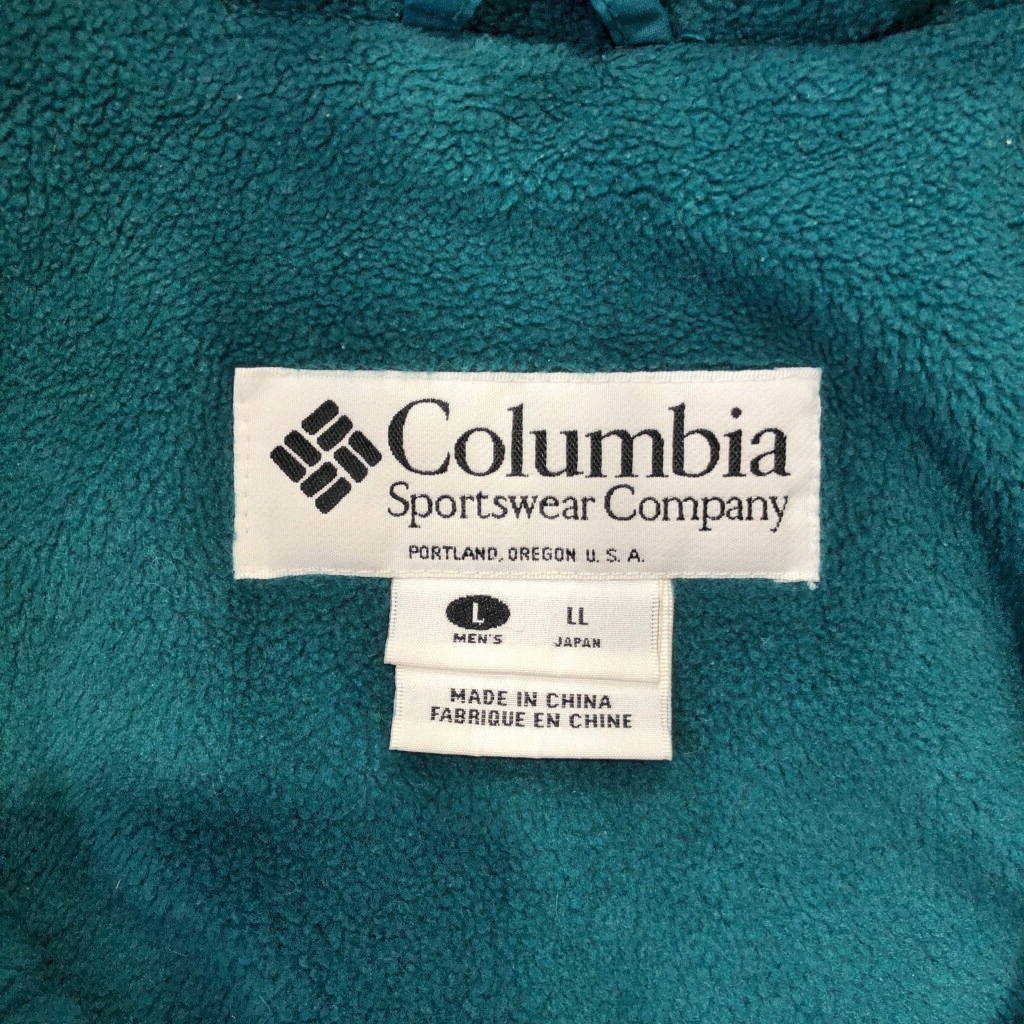 Columbia
Sportswear Company
PORTLAND, OREGON U. S. A.
L LL
MEN'S JAPAN
MADE IN CHINA
FABRIQUE EN CHINE